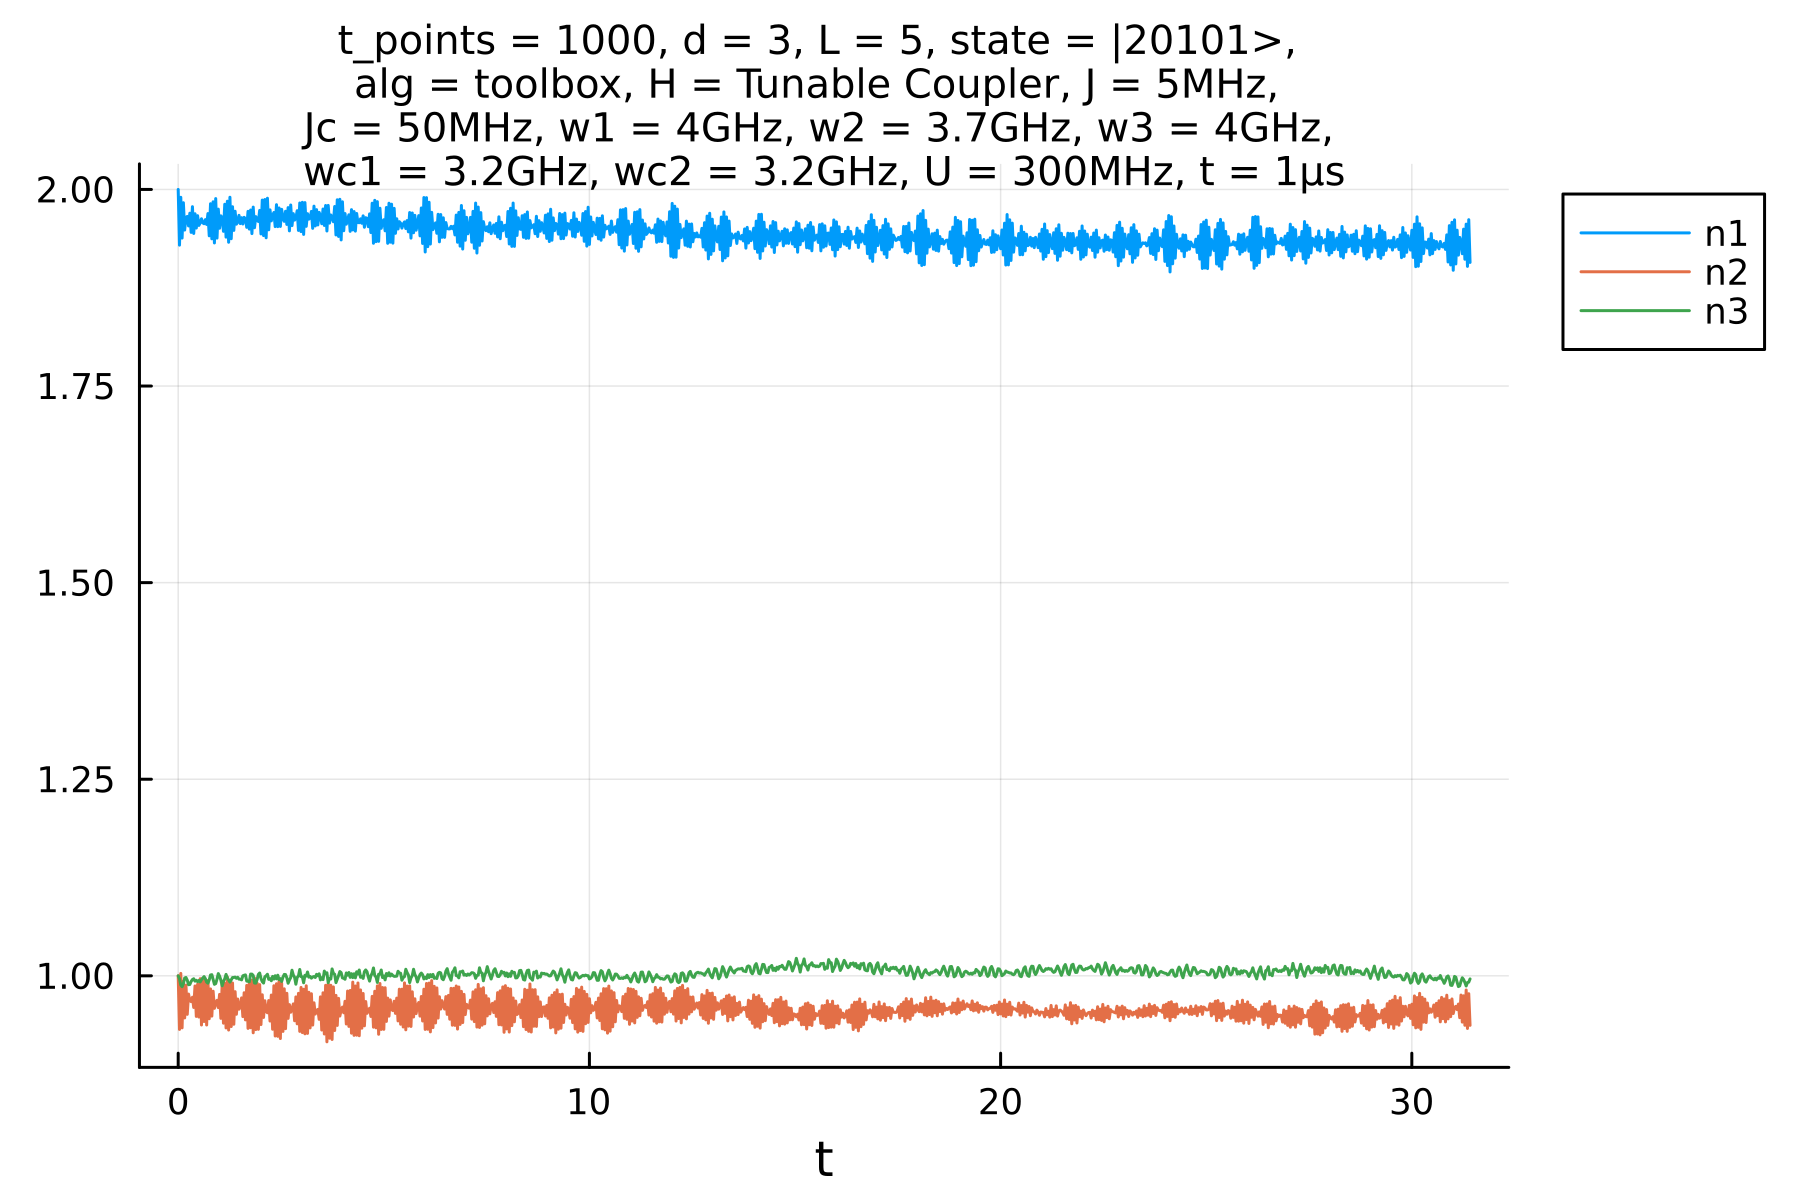 t_points = 1000, d = 3, L = 5, state = |20101>,
alg = toolbox, H = Tunable Coupler, J = 5MHz,
Jc = 50MHz, w1 = 4GHz, w2 = 3.7GHz, w3 = 4GHz,
wc1 = 3.2GHz, wc2 = 3.2GHz, U = 300MHz, t = 1μs
2.00
1.75
1.50
1.25
1.00
n1
n2
n3
0 10 20 30
t